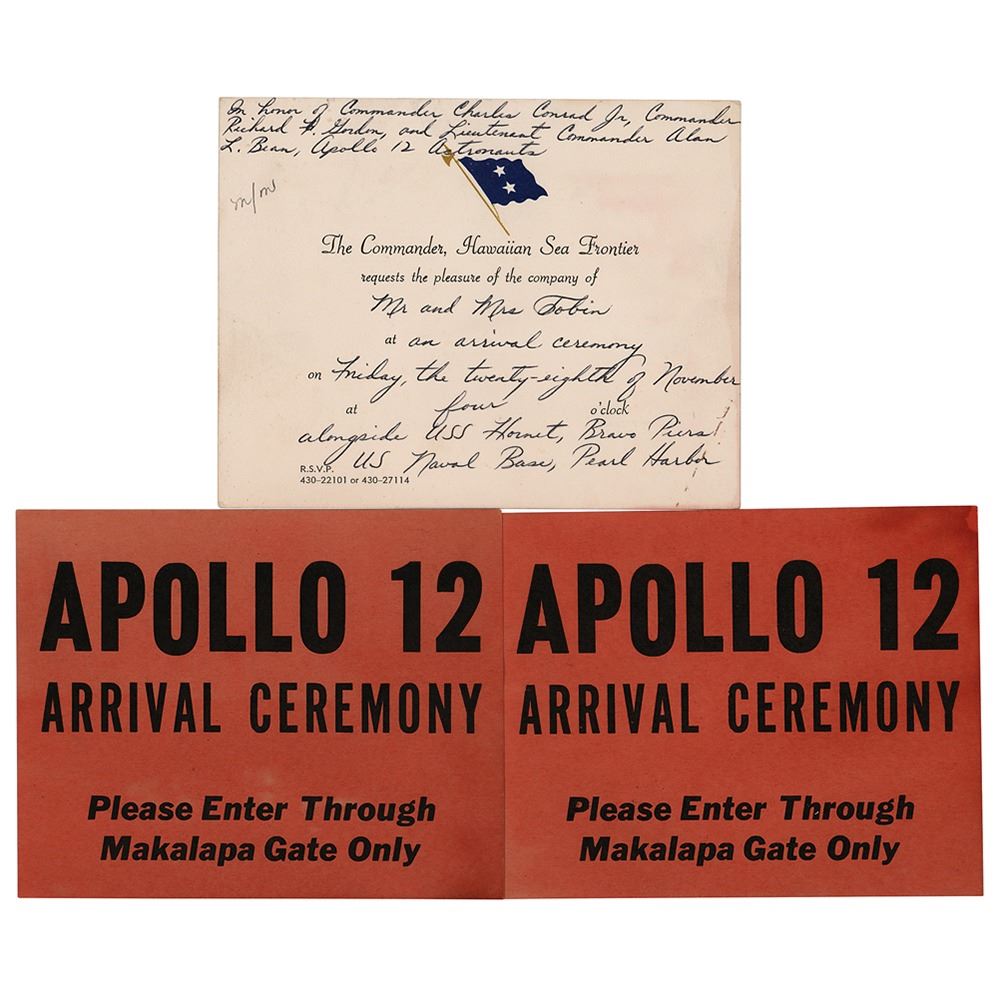 In honor of Commander Charles Conrad Jr, Commander
Richard F. Gordon, and Lieutenant Commander Alan
L. Bean, Apollo 12 Astronauts
m/m
The Commander, Hawaiian Sea Frontier
requests the pleasure of the company of
Mr and Mrs Tobin
at an arrival ceremony
on Friday, the twenty-eighth of November
at four o'clock
alongside USS Hornet, Bravo Piers
US Naval Base, Pearl Harbor
R.S.V.P.
430-22101 or 430-27114
APOLLO 12
ARRIVAL CEREMONY
Please Enter Through
Makalapa Gate Only
APOLLO 12
ARRIVAL CEREMONY
Please Enter Through
Makalapa Gate Only